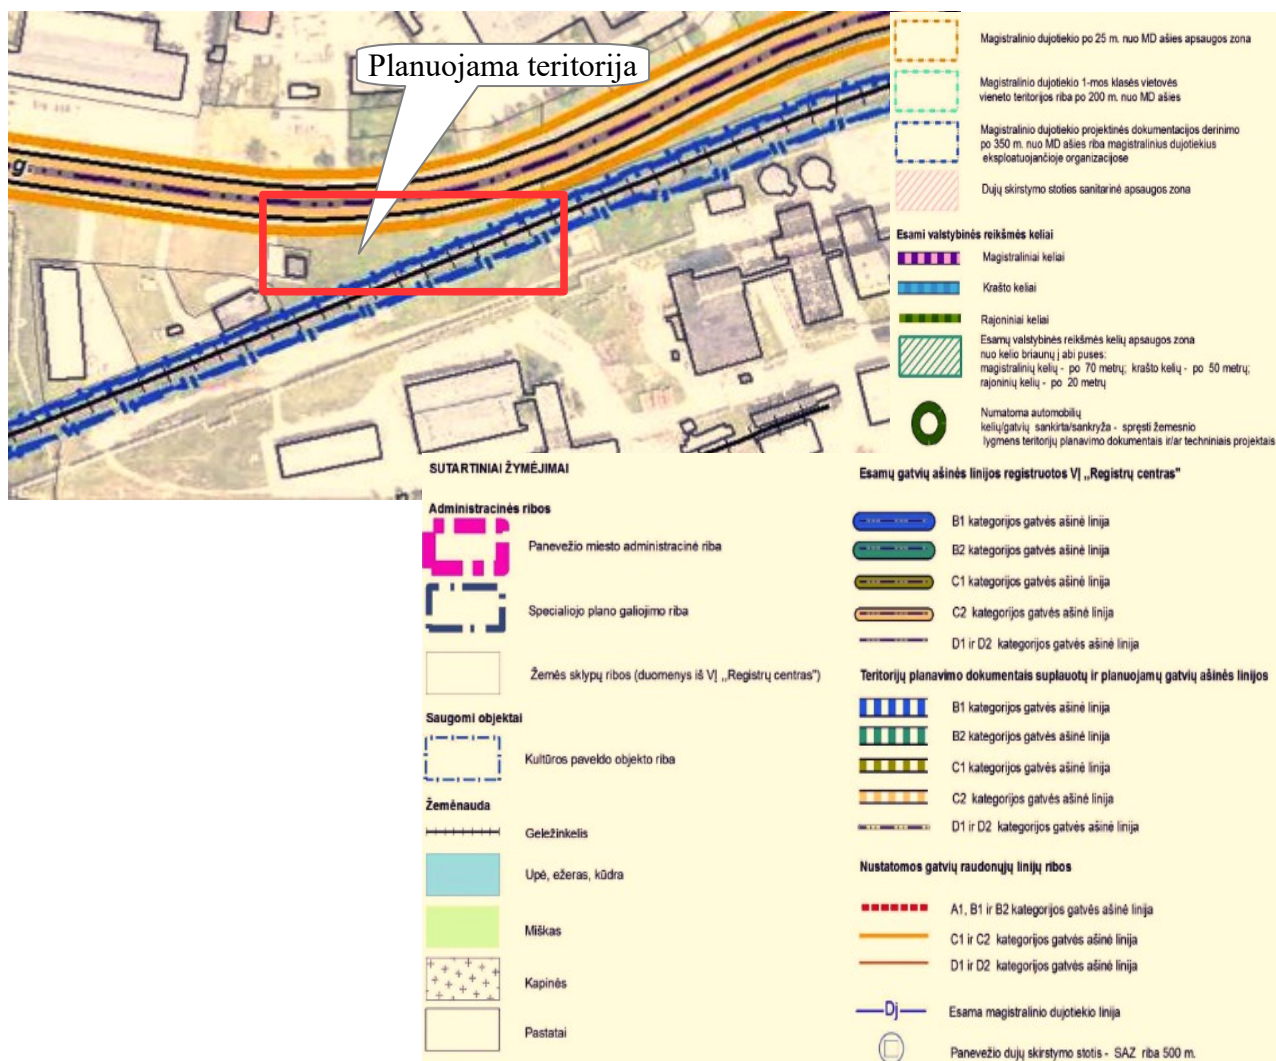 Planuojama teritorija
g.
Magistralinio dujotiekio po 25 m. nuo MD ašies apsaugos zona
Magistralinio dujotiekio 1-mos klasės vietovės
vieneto teritorijos riba po 200 m. nuo MD ašies
Magistralinio dujotiekio projektinės dokumentacijos derinimo
po 350 m. nuo MD ašies riba magistralinius dujotiekius
eksploatuojančioje organizacijose
Dujų skirstymo stoties sanitarinė apsaugos zona
Esami valstybinės reikšmės keliai
Magistraliniai keliai
Krašto keliai
Rajoniniai keliai
Esamų valstybinės reikšmės kelių apsaugos zona
nuo kelio briaunų į abi puses:
magistralinių kelių - po 70 metrų; krašto kelių - po 50 metrų;
rajoninių kelių - po 20 metrų
Numatoma automobilių
kelių/gatvių sankirta/sankryža - spręsti žemesnio
lygmens teritorijų planavimo dokumentais ir/ar techniniais projektais
SUTARTINIAI ŽYMĖJIMAI
Administracinės ribos
Panevėžio miesto administracinė riba
Specialiojo plano galiojimo riba
Žemės sklypų ribos (duomenys iš VĮ ,,Registrų centras")
Saugomi objektai
Kultūros paveldo objekto riba
Žemėnauda
Geležinkelis
Upė, ežeras, kūdra
Miškas
Kapinės
Pastatai
Esamų gatvių ašinės linijos registruotos VĮ ,,Registrų centras"
B1 kategorijos gatvės ašinė linija
B2 kategorijos gatvės ašinė linija
C1 kategorijos gatvės ašinė linija
C2 kategorijos gatvės ašinė linija
D1 ir D2 kategorijos gatvės ašinė linija
Teritorijų planavimo dokumentais suplauotų ir planuojamų gatvių ašinės linijos
B1 kategorijos gatvės ašinė linija
B2 kategorijos gatvės ašinė linija
C1 kategorijos gatvės ašinė linija
C2 kategorijos gatvės ašinė linija
D1 ir D2 kategorijos gatvės ašinė linija
Nustatomos gatvių raudonųjų linijų ribos
A1, B1 ir B2 kategorijos gatvė ašinė linija
C1 ir C2 kategorijos gatvė ašinė linija
D1 ir D2 kategorijos gatvė ašinė linija
Dj
Esama magistralinio dujotiekio linija
Panevėžio dujų skirstymo stotis - SAZ riba 500 m.